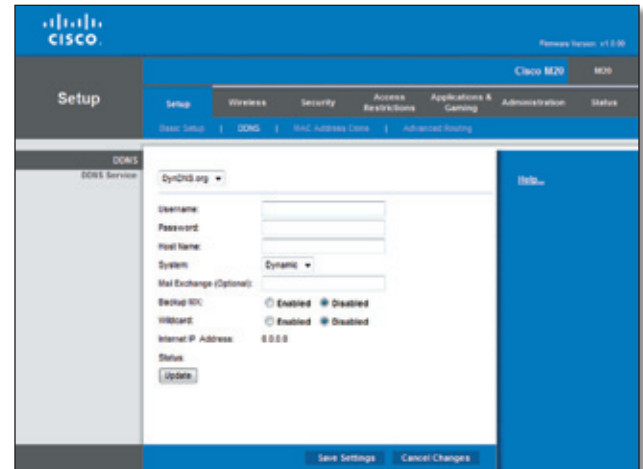 CISCO
Firmware Version: v1.0.00
Cisco M20
M20
Setup
Setup
Wireless
Security
Access Restrictions
Applications & Gaming
Administration
Status
Basic Setup | DDNS | MAC Address Clone | Advanced Routing
DDNS
DDNS Service
DynDNS.org
Help...
Username:
Password:
Host Name:
System: Dynamic
Mail Exchange (Optional):
Backup MX: Enabled Disabled
Wildcard: Enabled Disabled
Internet IP Address: 0.0.0.0
Status:
Update
Save Settings
Cancel Changes